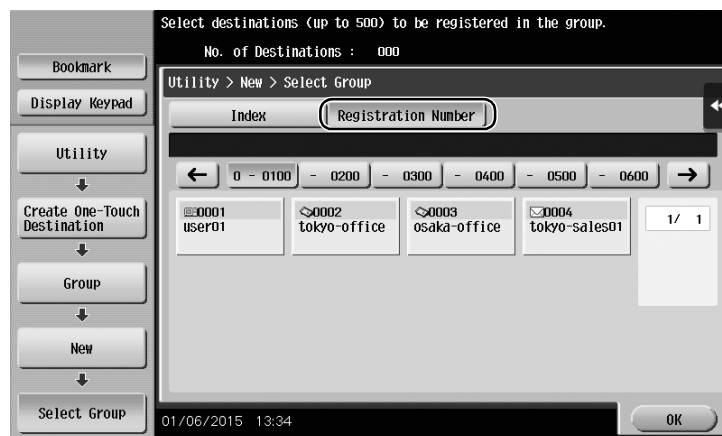 Select destinations (up to 500) to be registered in the group.
No. of Destinations : 000
Bookmark
Display Keypad
Utility
Create One-Touch
Destination
Group
New
Select Group
Utility > New > Select Group
Index
Registration Number
← 0 - 0100 - 0200 - 0300 - 0400 - 0500 - 0600 →
0001
user01
0002
tokyo-office
0003
osaka-office
0004
tokyo-sales01
1/ 1
01/06/2015 13:34
OK